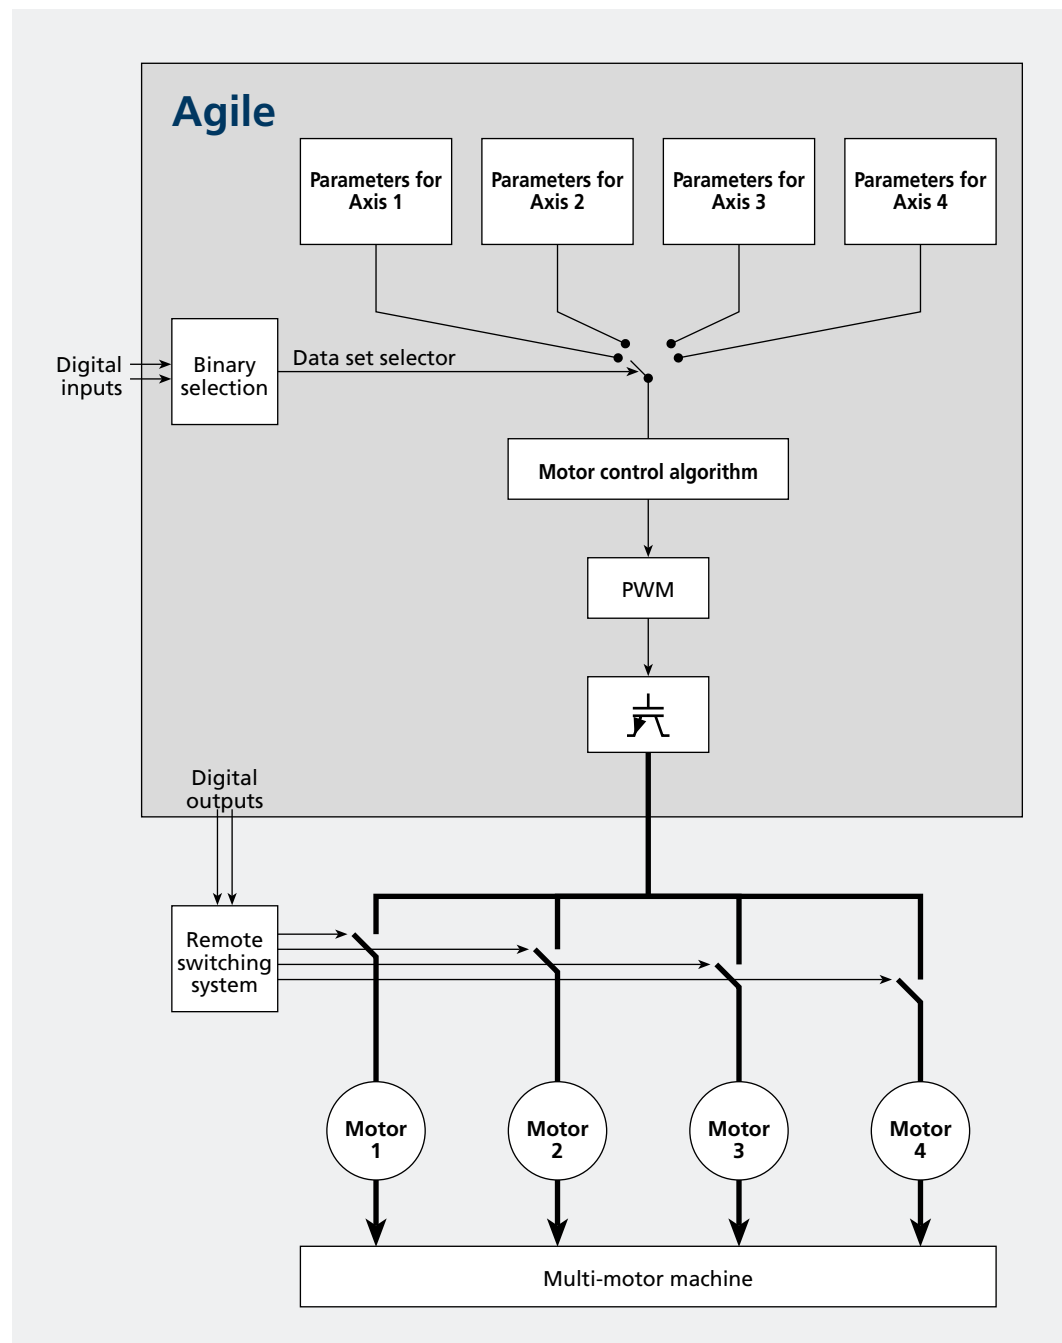 Agile
Parameters for
Axis 1
Parameters for
Axis 2
Parameters for
Axis 3
Parameters for
Axis 4
Digital
inputs
Binary
selection
Data set selector
Motor control algorithm
PWM
Digital
outputs
Remote
switching
system
Motor
1
Motor
2
Motor
3
Motor
4
Multi-motor machine